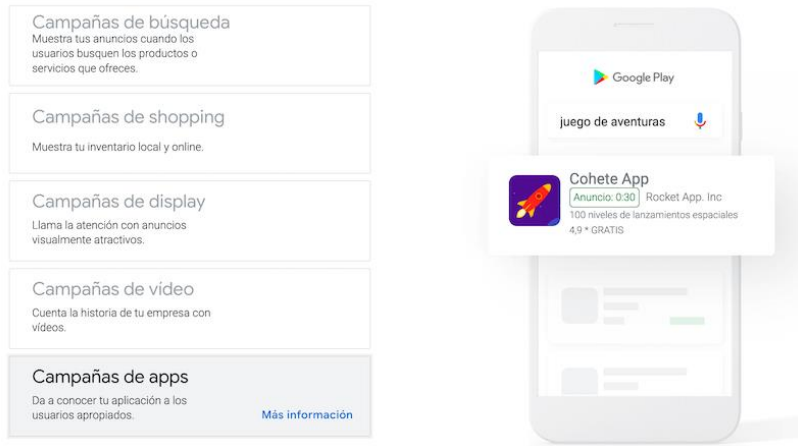 Campañas de búsqueda
Muestra tus anuncios cuando los
usuarios busquen los productos o
servicios que ofreces.
Campañas de shopping
Muestra tu inventario local y online.
Campañas de display
Llama la atención con anuncios
visualmente atractivos.
Campañas de vídeo
Cuenta la historia de tu empresa con
vídeos.
Campañas de apps
Da a conocer tu aplicación a los
usuarios apropiados.
Más información
Google Play
juego de aventuras
Cohete App
Anuncio: 0:30 Rocket App. Inc
100 niveles de lanzamientos espaciales
4,9 * GRATIS